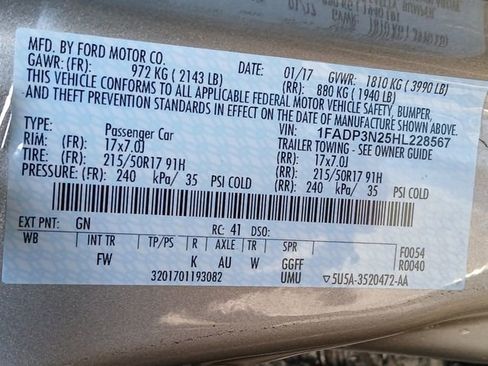 MFD. BY FORD MOTOR CO.
DATE: 01/17 GVWR: 1810 KG (3990 LB)
GAWR: (FR): 972 KG (2143 LB) (RR): 880 KG (1940 LB)
THIS VEHICLE CONFORMS TO ALL APPLICABLE FEDERAL MOTOR VEHICLE SAFETY, BUMPER,
AND THEFT PREVENTION STANDARDS IN EFFECT ON THE DATE OF MANUFACTURE SHOWN ABOVE.
VIN: 1FADP3N25HL228567
TYPE: Passenger Car TRAILER TOWING - SEE OWNER GUIDE
RIM: (FR): 17x7.0J (RR): 17x7.0J
TIRE: (FR): 215/50R17 91H (RR): 215/50R17 91H
PRESSURE: (FR): 240 kPa/ 35 PSI COLD (RR): 240 kPa/ 35 PSI COLD
EXT PNT: GN RC: 41 DSO:
WB INT TR TP/PS R AXLE TR SPR F0054
FW K AU W GGFF R0040
3201701193082 UMU ▽5U5A-3520472-AA